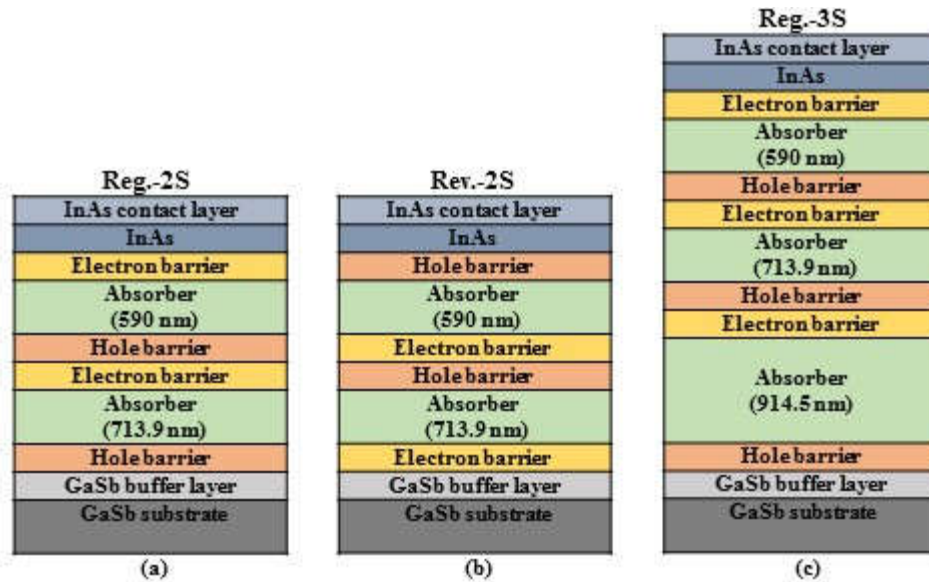 Reg.-2S
InAs contact layer
InAs
Electron barrier
Absorber
(590 nm)
Hole barrier
Electron barrier
Absorber
(713.9 nm)
Hole barrier
GaSb buffer layer
GaSb substrate
(a)
Rev.-2S
InAs contact layer
InAs
Hole barrier
Absorber
(590 nm)
Electron barrier
Hole barrier
Absorber
(713.9 nm)
Electron barrier
GaSb buffer layer
GaSb substrate
(b)
Reg.-3S
InAs contact layer
InAs
Electron barrier
Absorber
(590 nm)
Hole barrier
Electron barrier
Absorber
(713.9 nm)
Hole barrier
Electron barrier
Absorber
(914.5 nm)
Hole barrier
GaSb buffer layer
GaSb substrate
(c)